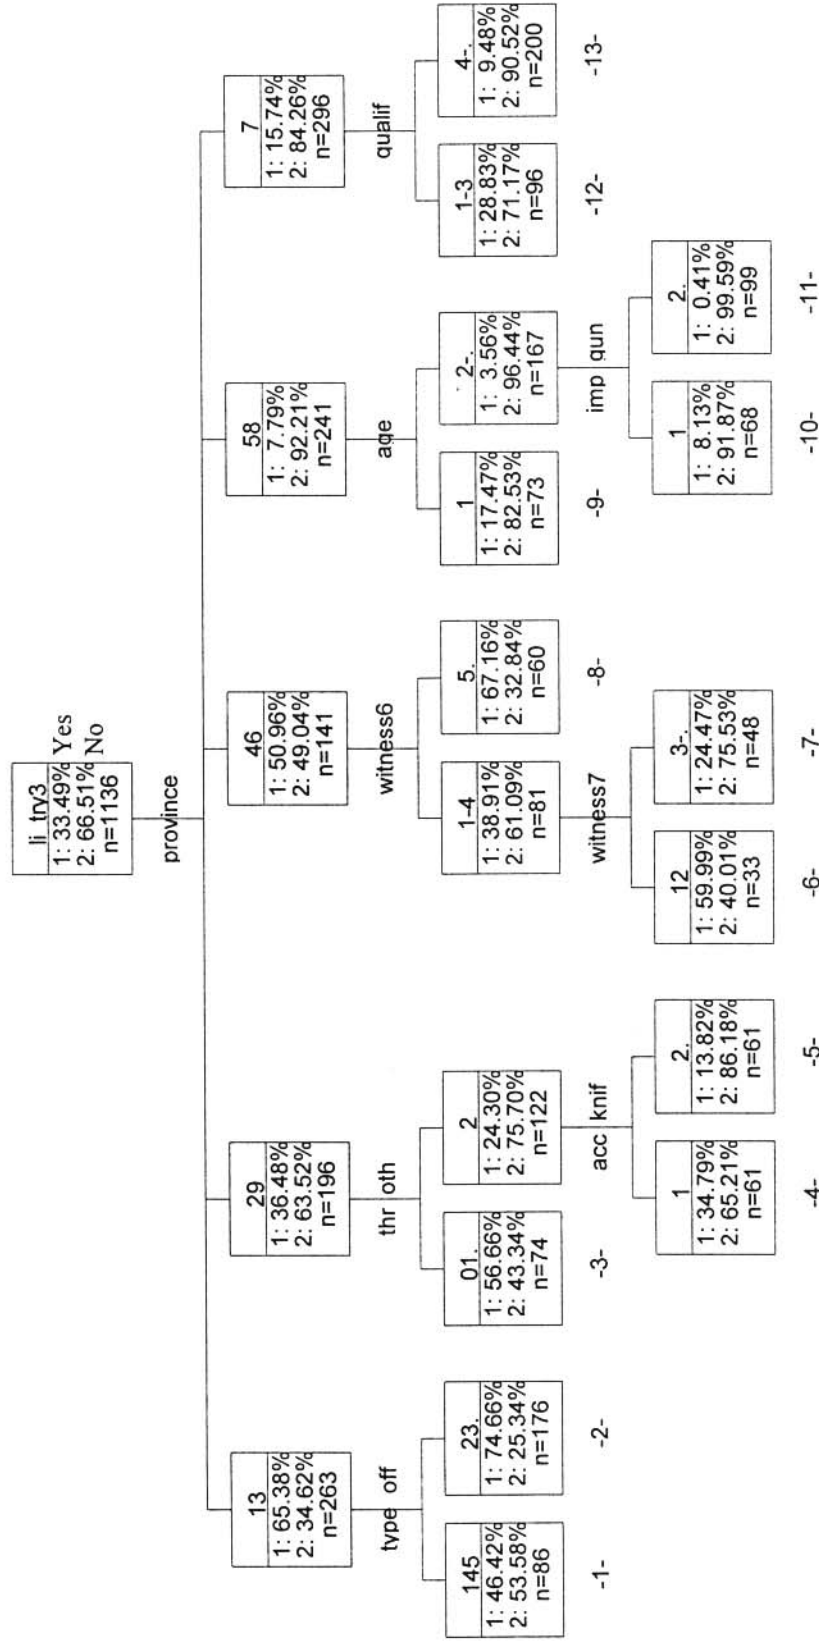 li_try3
1: 33.49% Yes
2: 66.51% No
n=1136
province
13
1: 65.38%
2: 34.62%
n=263
type off
145
1: 46.42%
2: 53.58%
n=86
-1-
23.
1: 74.66%
2: 25.34%
n=176
-2-
29
1: 36.48%
2: 63.52%
n=196
thr oth
01.
1: 56.66%
2: 43.34%
n=74
-3-
2
1: 24.30%
2: 75.70%
n=122
acc knif
1
1: 34.79%
2: 65.21%
n=61
-4-
2.
1: 13.82%
2: 86.18%
n=61
-5-
46
1: 50.96%
2: 49.04%
n=141
witness6
1-4
1: 38.91%
2: 61.09%
n=81
witness7
12
1: 59.99%
2: 40.01%
n=33
-6-
3-.
1: 24.47%
2: 75.53%
n=48
-7-
5.
1: 67.16%
2: 32.84%
n=60
-8-
58
1: 7.79%
2: 92.21%
n=241
age
1
1: 17.47%
2: 82.53%
n=73
-9-
2-.
1: 3.56%
2: 96.44%
n=167
imp gun
1
1: 8.13%
2: 91.87%
n=68
-10-
2.
1: 0.41%
2: 99.59%
n=99
-11-
7
1: 15.74%
2: 84.26%
n=296
qualif
1-3
1: 28.83%
2: 71.17%
n=96
-12-
4-.
1: 9.48%
2: 90.52%
n=200
-13-